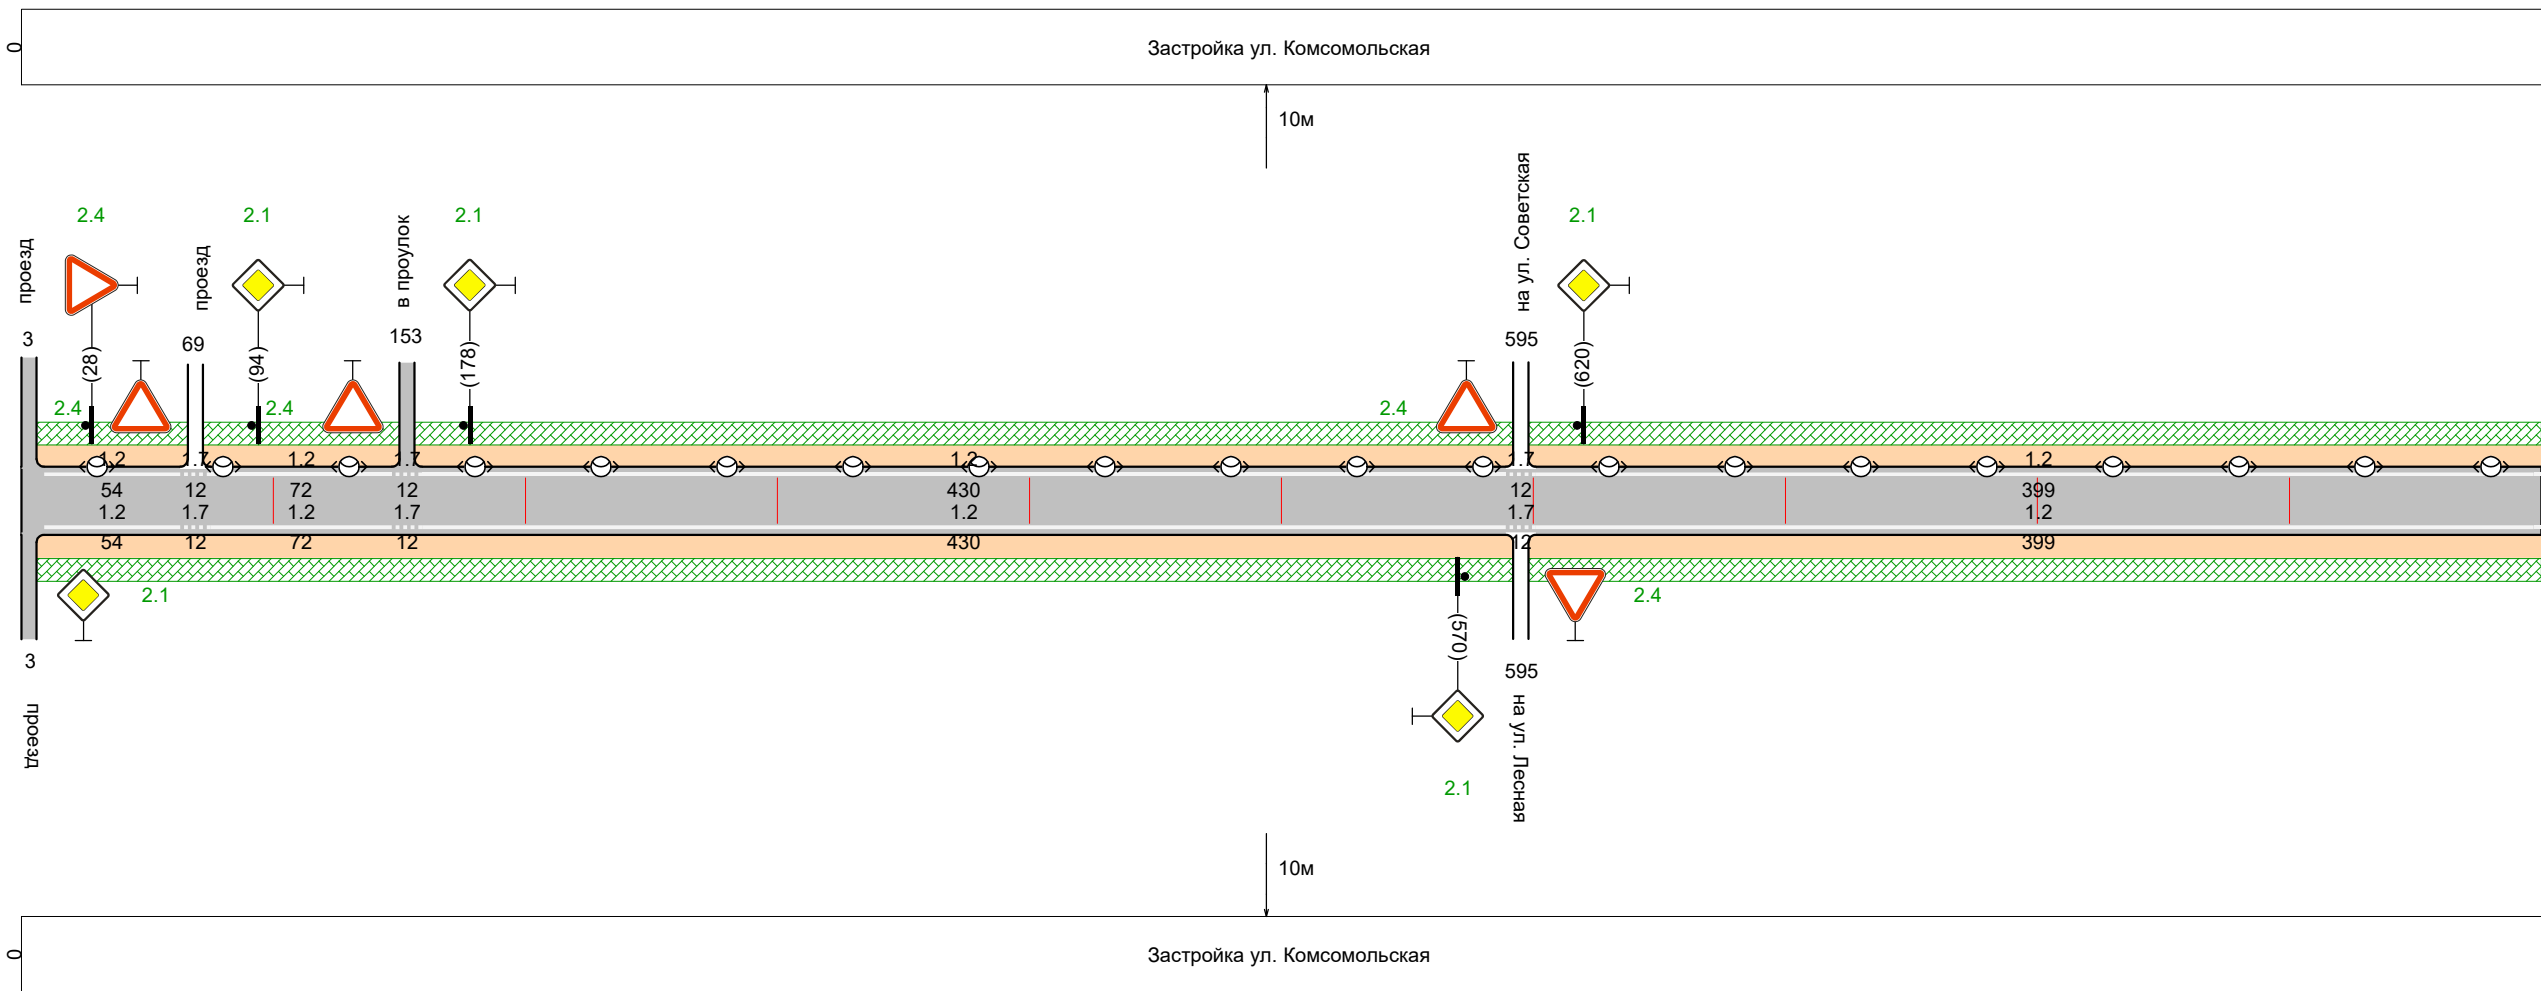 0
Застройка ул. Комсомольская
10м
2.4
2.1
2.1
2.1
проезд
проезд
в проулок
на ул. Советская
3
69
153
595
(28)
(94)
(178)
(620)
2.4
2.4
2.4
1.2 1.7 1.2 1.7 1.2 1.7 1.2
54 12 72 12 430 12 399
1.2 1.7 1.2 1.7 1.2 1.7 1.2
54 12 72 12 430 12 399
2.1
2.4
(570)
3
595
проезд
на ул. Лесная
2.1
10м
0
Застройка ул. Комсомольская